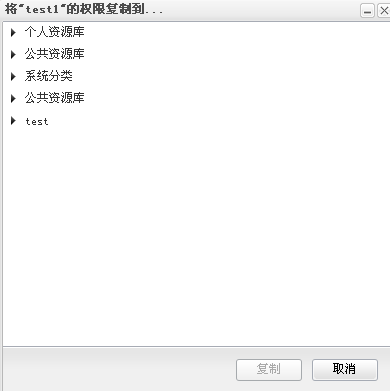 将"test1"的权限复制到...
个人资源库
公共资源库
系统分类
公共资源库
test
复制 取消